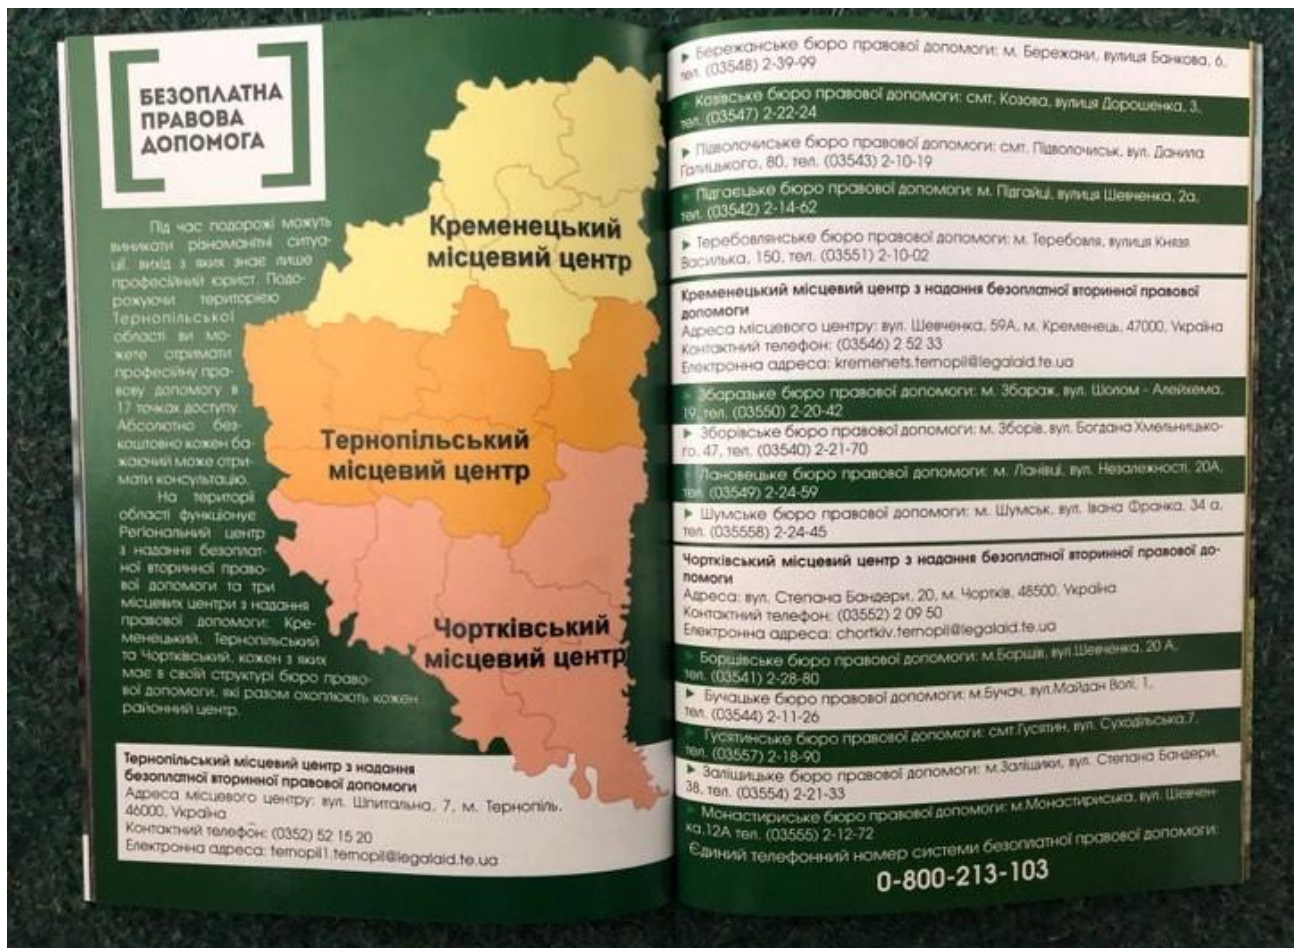 БЕЗОПЛАТНА
ПРАВОВА
ДОПОМОГА
Під час подорожі можуть
виникати різноманітні ситуа-
ції, вихід з яких знає лише
професійний юрист. Подо-
рожуючи територією
Тернопільської
області ви мо-
жете отримати
професійну пра-
вову допомогу в
17 точках доступу.
Абсолютно без-
коштовно кожен ба-
жаючий може отри-
мати консультацію.
На території
області функціонує
Регіональний центр
з надання безоплат-
ної вторинної право-
вої допомоги та три
місцевих центри з надання
правової допомоги: Кре-
менецький, Тернопільський
та Чортківський, кожен з яких
має в своїй структурі бюро право-
вої допомоги, які разом охоплюють кожен
районний центр.
Кременецький
місцевий центр
Тернопільський
місцевий центр
Чортківський
місцевий центр
Тернопільський місцевий центр з надання
безоплатної вторинної правової допомоги
Адреса місцевого центру: вул. Шпитальна, 7, м. Тернопіль,
46000, Україна
Контактний телефон: (0352) 52 15 20
Електронна адреса: ternopil1.ternopil@legalaid.te.ua
► Бережанське бюро правової допомоги: м. Бережани, вулиця Банкова, 6,
тел. (03548) 2-39-99
► Козівське бюро правової допомоги: смт. Козова, вулиця Дорошенка, 3,
тел. (03547) 2-22-24
► Підволочиське бюро правової допомоги: смт. Підволочиськ, вул. Данила
Галицького, 80, тел. (03543) 2-10-19
► Підгаєцьке бюро правової допомоги: м. Підгайці, вулиця Шевченка, 2а,
тел. (03542) 2-14-62
► Теребовлянське бюро правової допомоги: м. Теребовля, вулиця Князя
Василька, 150, тел. (03551) 2-10-02
Кременецький місцевий центр з надання безоплатної вторинної правової
допомоги
Адреса місцевого центру: вул. Шевченка, 59А, м. Кременець, 47000, Україна
Контактний телефон: (03546) 2 52 33
Електронна адреса: kremenets.ternopil@legalaid.te.ua
► Збаразьке бюро правової допомоги: м. Збараж, вул. Шолом - Алейхема,
19, тел. (03550) 2-20-42
► Зборівське бюро правової допомоги: м. Зборів, вул. Богдана Хмельницько-
го, 47, тел. (03540) 2-21-70
► Лановецьке бюро правової допомоги: м. Ланівці, вул. Незалежності, 20А,
тел. (03549) 2-24-59
► Шумське бюро правової допомоги: м. Шумськ, вул. Івана Франка, 34 а,
тел. (035558) 2-24-45
Чортківський місцевий центр з надання безоплатної вторинної правової до-
помоги
Адреса: вул. Степана Бандери, 20, м. Чортків, 48500, Україна
Контактний телефон: (03552) 2 09 50
Електронна адреса: chortkiv.ternopil@legalaid.te.ua
► Борщівське бюро правової допомоги: м.Борщів, вул.Шевченка, 20 А,
тел. (03541) 2-28-80
► Бучацьке бюро правової допомоги: м.Бучач, вул.Майдан Волі, 1,
тел. (03544) 2-11-26
► Гусятинське бюро правової допомоги: смт.Гусятин, вул. Суходільська,7,
тел. (03557) 2-18-90
► Заліщицьке бюро правової допомоги: м.Заліщики, вул. Степана Бандери,
38, тел. (03554) 2-21-33
► Монастириське бюро правової допомоги: м.Монастириська, вул. Шевчен-
ка,12А тел. (03555) 2-12-72
Єдиний телефонний номер системи безоплатної правової допомоги:
0-800-213-103